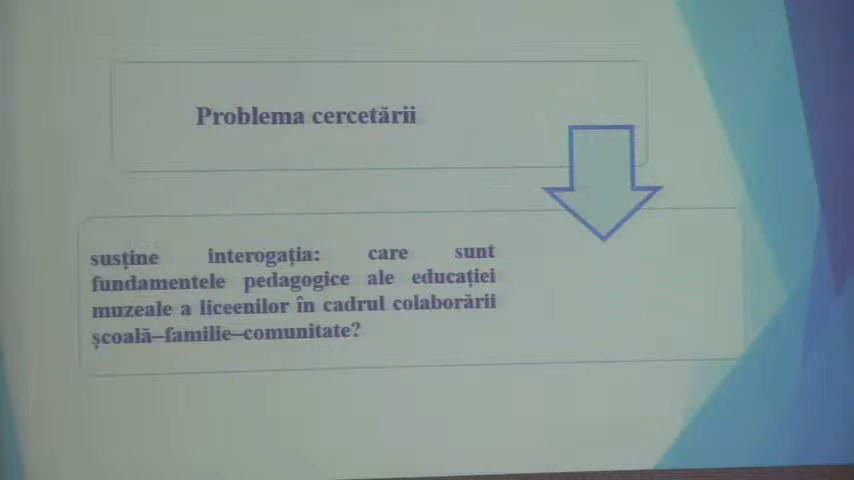 Problema cercetării
susține interogația: care sunt
fundamentele pedagogice ale educației
muzeale a liceenilor în cadrul colaborării
școală–familie–comunitate?